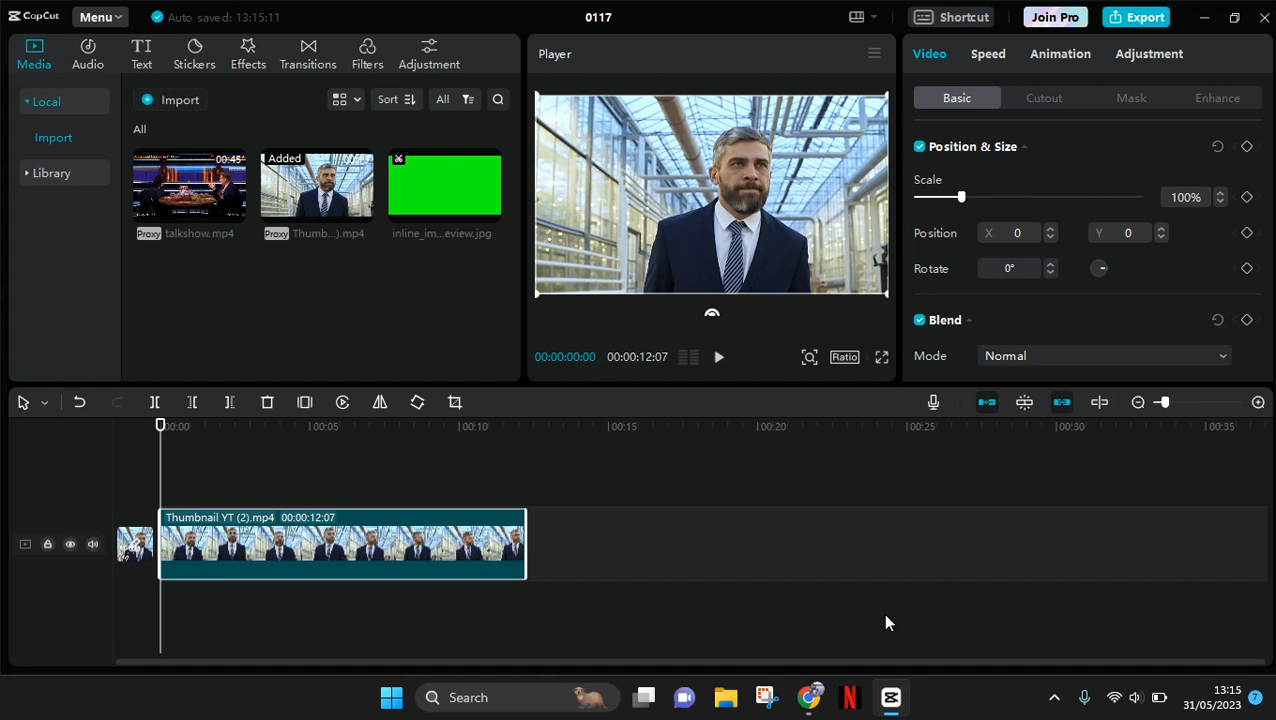 CapCut Menu Auto saved: 13:15:11 0117 Shortcut Join Pro Export
Media Audio Text Stickers Effects Transitions Filters Adjustment
Local
Import
Library
Import Sort All
All
00:45
Proxy talkshow.mp4
Added
Proxy Thumb...).mp4
inline_im...eview.jpg
Player
00:00:00:00 00:00:12:07 Ratio
Video Speed Animation Adjustment
Basic Cutout Mask Enhance
Position & Size
Scale 100%
Position X 0 Y 0
Rotate 0°
Blend
Mode Normal
00:00 00:05 00:10 00:15 00:20 00:25 00:30 00:35
Thumbnail YT (2).mp4 00:00:12:07
Search
13:15
31/05/2023
7